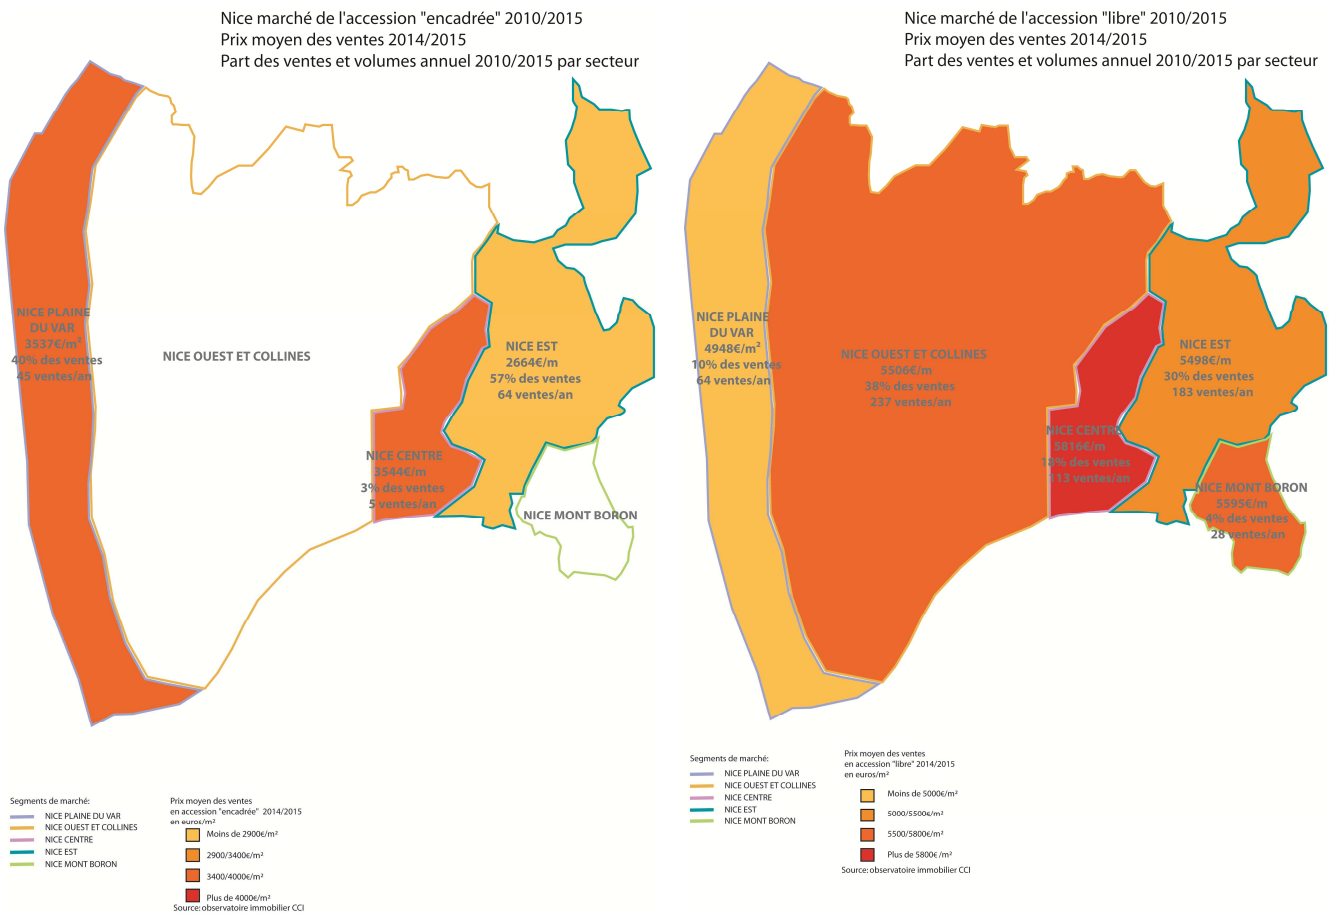 Nice marché de l'accession "encadrée" 2010/2015
Prix moyen des ventes 2014/2015
Part des ventes et volumes annuel 2010/2015 par secteur
NICE PLAINE
DU VAR
3537€/m²
40% des ventes
45 ventes/an
NICE OUEST ET COLLINES
NICE EST
2664€/m
57% des ventes
64 ventes/an
NICE CENTRE
3544€/m
3% des ventes
5 ventes/an
NICE MONT BORON
Segments de marché:
NICE PLAINE DU VAR
NICE OUEST ET COLLINES
NICE CENTRE
NICE EST
NICE MONT BORON
Prix moyen des ventes
en accession "encadrée" 2014/2015
en euros/m²
Moins de 2900€/m²
2900/3400€/m²
3400/4000€/m²
Plus de 4000€/m²
Source: observatoire immobilier CCI
Nice marché de l'accession "libre" 2010/2015
Prix moyen des ventes 2014/2015
Part des ventes et volumes annuel 2010/2015 par secteur
NICE PLAINE
DU VAR
4948€/m²
10% des ventes
64 ventes/an
NICE OUEST ET COLLINES
5506€/m
38% des ventes
237 ventes/an
NICE EST
5498€/m
30% des ventes
183 ventes/an
NICE CENTRE
5816€/m
18% des ventes
113 ventes/an
NICE MONT BORON
5595€/m
4% des ventes
28 ventes/an
Segments de marché:
NICE PLAINE DU VAR
NICE OUEST ET COLLINES
NICE CENTRE
NICE EST
NICE MONT BORON
Prix moyen des ventes
en accession "libre" 2014/2015
en euros/m²
Moins de 5000€/m²
5000/5500€/m²
5500/5800€/m²
Plus de 5800€/m²
Source: observatoire immobilier CCI